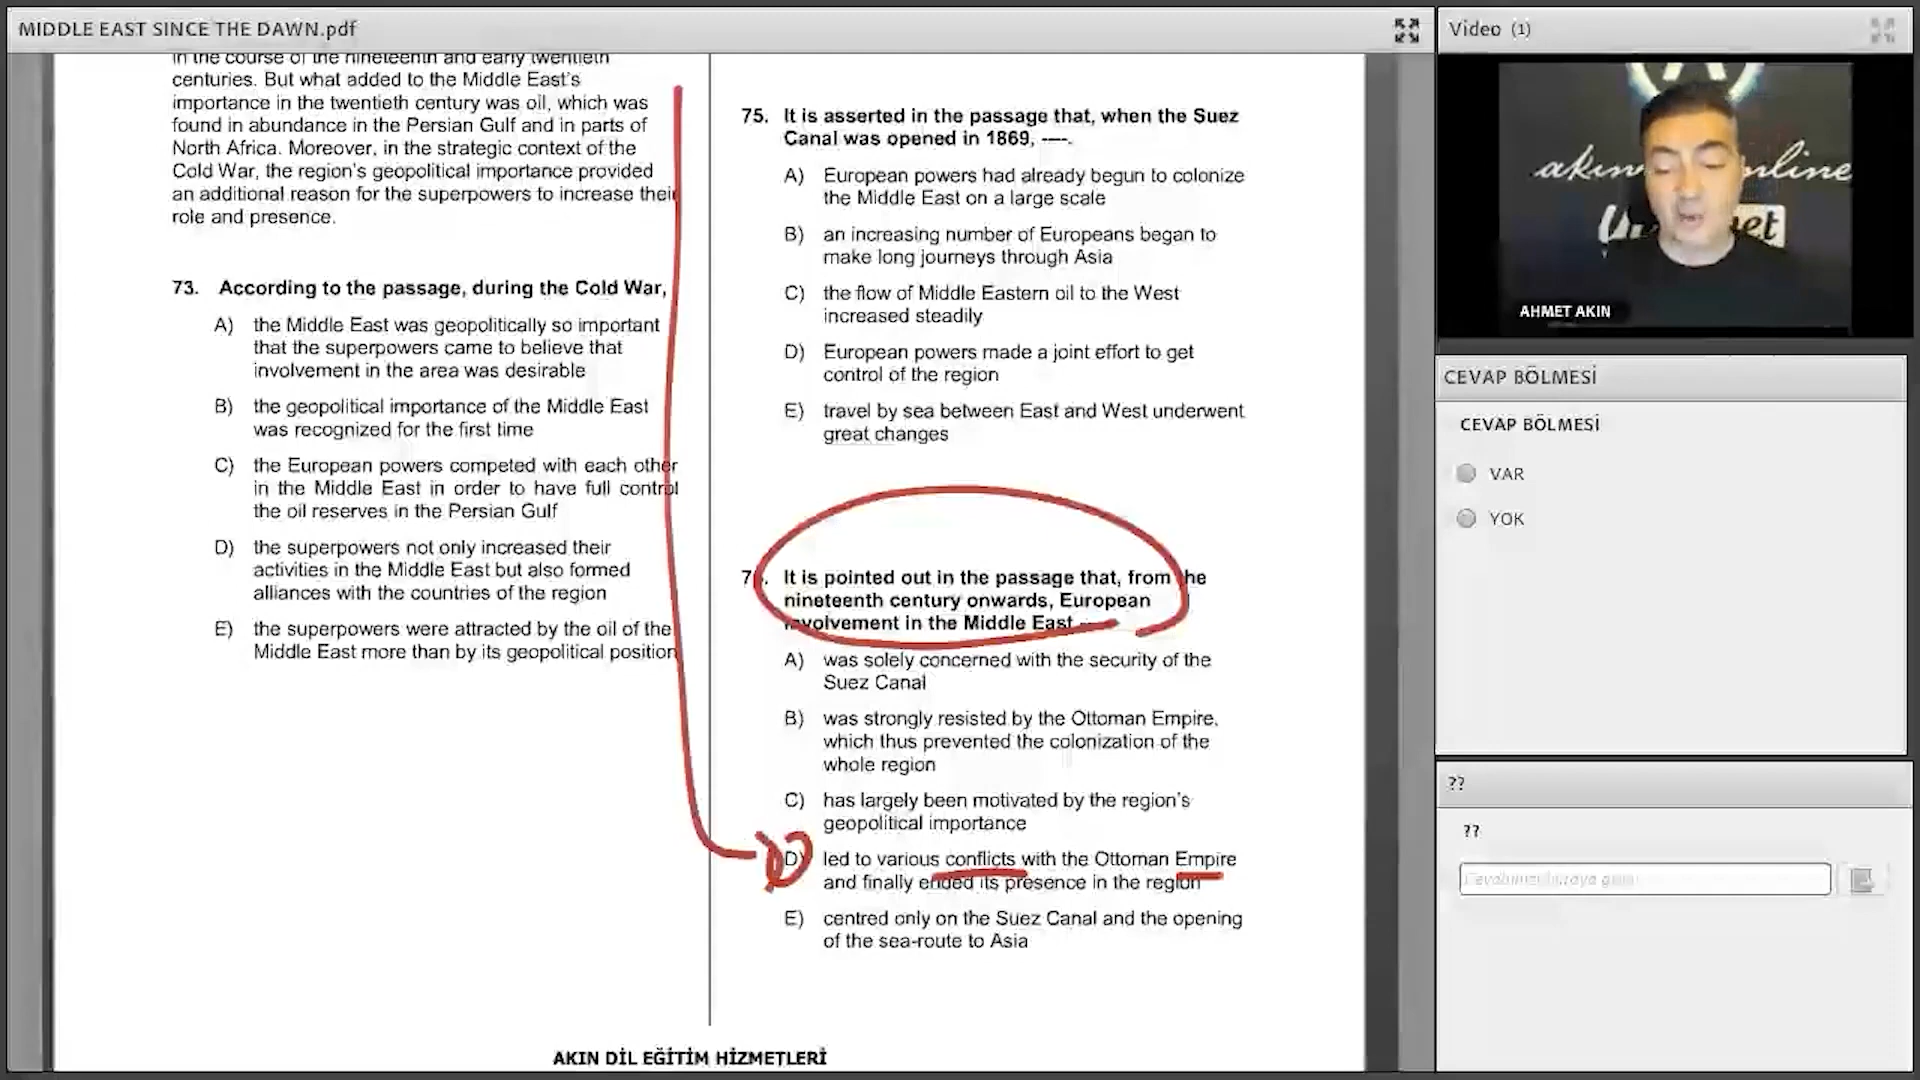 MIDDLE EAST SINCE THE DAWN.pdf
in the course of the nineteenth and early twentieth
centuries. But what added to the Middle East's
importance in the twentieth century was oil, which was
found in abundance in the Persian Gulf and in parts of
North Africa. Moreover, in the strategic context of the
Cold War, the region's geopolitical importance provided
an additional reason for the superpowers to increase their
role and presence.
73. According to the passage, during the Cold War,
A) the Middle East was geopolitically so important
that the superpowers came to believe that
involvement in the area was desirable
B) the geopolitical importance of the Middle East
was recognized for the first time
C) the European powers competed with each other
in the Middle East in order to have full control
the oil reserves in the Persian Gulf
D) the superpowers not only increased their
activities in the Middle East but also formed
alliances with the countries of the region
E) the superpowers were attracted by the oil of the
Middle East more than by its geopolitical position
75. It is asserted in the passage that, when the Suez
Canal was opened in 1869, ----.
A) European powers had already begun to colonize
the Middle East on a large scale
B) an increasing number of Europeans began to
make long journeys through Asia
C) the flow of Middle Eastern oil to the West
increased steadily
D) European powers made a joint effort to get
control of the region
E) travel by sea between East and West underwent
great changes
It is pointed out in the passage that, from the
nineteenth century onwards, European
involvement in the Middle East ----.
A) was solely concerned with the security of the
Suez Canal
B) was strongly resisted by the Ottoman Empire,
which thus prevented the colonization of the
whole region
C) has largely been motivated by the region's
geopolitical importance
D) led to various conflicts with the Ottoman Empire
and finally ended its presence in the region
E) centred only on the Suez Canal and the opening
of the sea-route to Asia
AKIN DİL EĞİTİM HİZMETLERİ
Video (1)
AHMET AKIN
CEVAP BÖLMESİ
CEVAP BÖLMESİ
VAR
YOK
??
??